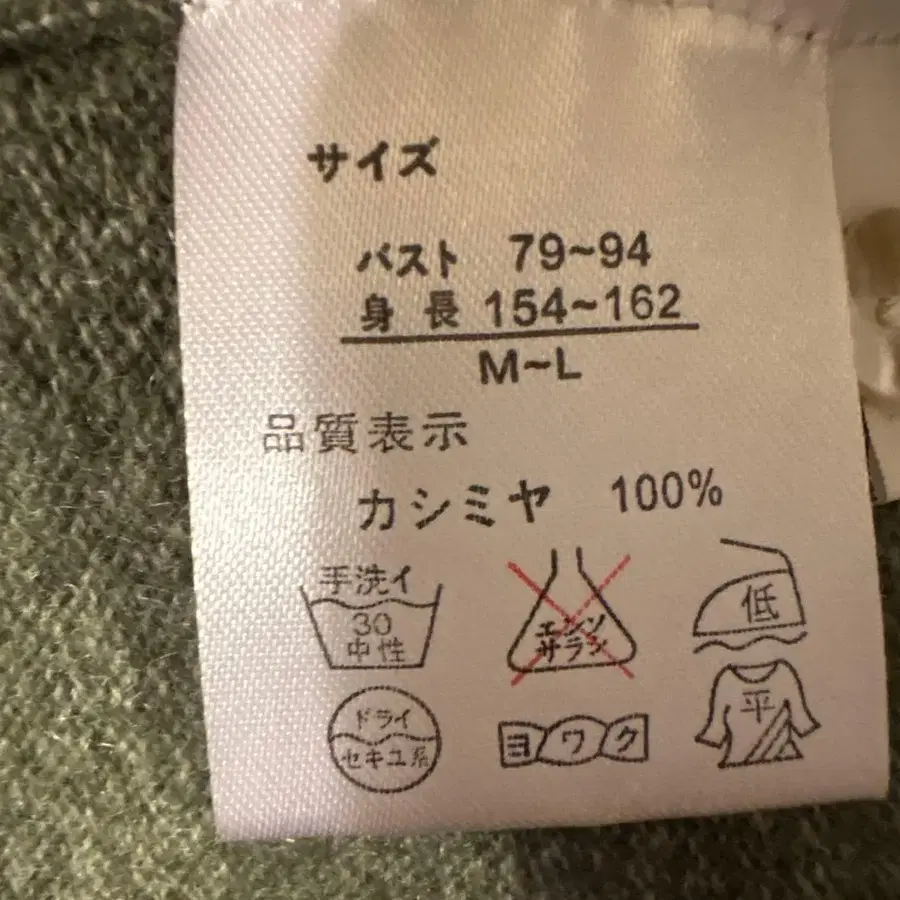 サイズ
バスト 79~94
身長 154~162
M~L
品質表示
カシミヤ 100%
手洗イ
30
中性
エンソ
サラシ
低
ドライ
セキユ系
ヨワク
平